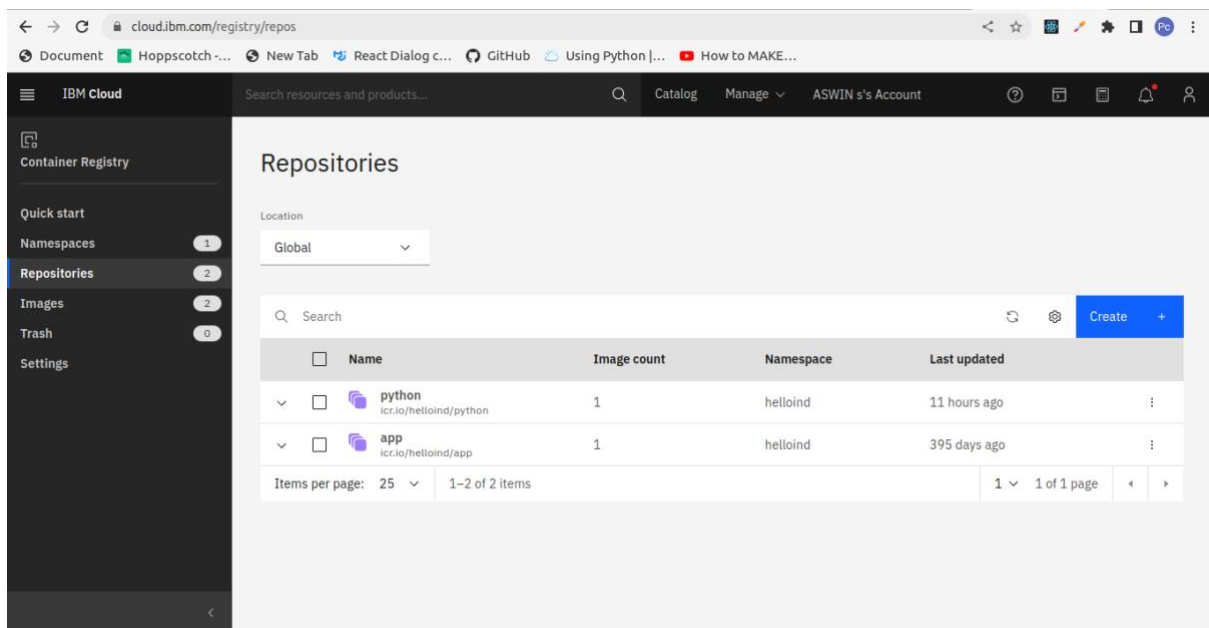 cloud.ibm.com/registry/repos
Pc
Document Hoppscotch -... New Tab React Dialog c... GitHub Using Python |... How to MAKE...
IBM Cloud Search resources and products... Catalog Manage ASWIN s's Account
Container Registry
Quick start
Namespaces 1
Repositories 2
Images 2
Trash 0
Settings
Repositories
Location
Global
Search Create +
Name Image count Namespace Last updated
python 1 helloind 11 hours ago
icr.io/helloind/python
app 1 helloind 395 days ago
icr.io/helloind/app
Items per page: 25 1–2 of 2 items 1 1 of 1 page